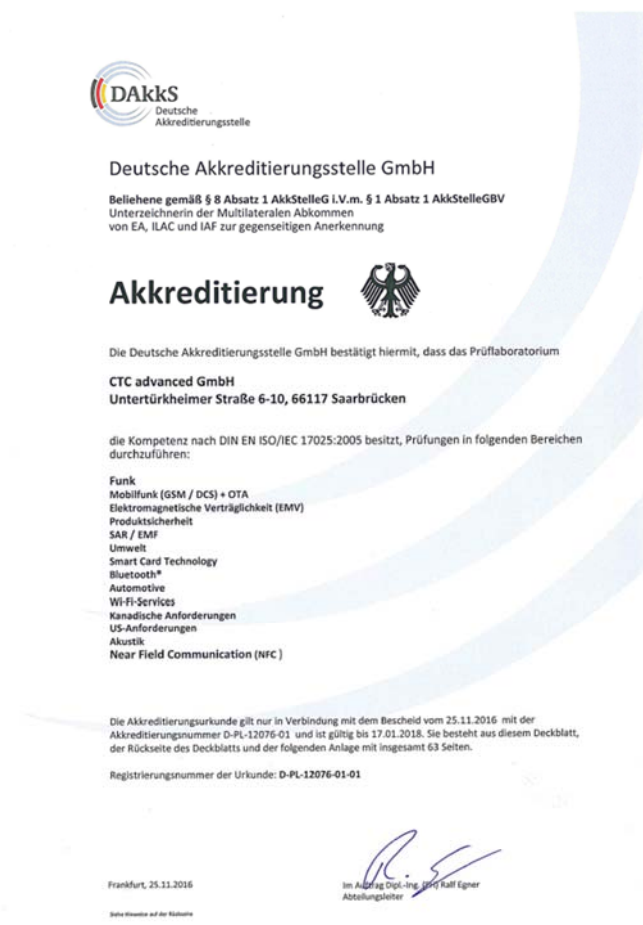 DAkkS
Deutsche
Akkreditierungsstelle
Deutsche Akkreditierungsstelle GmbH
Beliehene gemäß § 8 Absatz 1 AkkStelleG i.V.m. § 1 Absatz 1 AkkStelleGBV
Unterzeichnerin der Multilateralen Abkommen
von EA, ILAC und IAF zur gegenseitigen Anerkennung
Akkreditierung
Die Deutsche Akkreditierungsstelle GmbH bestätigt hiermit, dass das Prüflaboratorium
CTC advanced GmbH
Untertürkheimer Straße 6-10, 66117 Saarbrücken
die Kompetenz nach DIN EN ISO/IEC 17025:2005 besitzt, Prüfungen in folgenden Bereichen
durchzuführen:
Funk
Mobilfunk (GSM / DCS) + OTA
Elektromagnetische Verträglichkeit (EMV)
Produktsicherheit
SAR / EMF
Umwelt
Smart Card Technology
Bluetooth®
Automotive
Wi-Fi-Services
Kanadische Anforderungen
US-Anforderungen
Akustik
Near Field Communication (NFC )
Die Akkreditierungsurkunde gilt nur in Verbindung mit dem Bescheid vom 25.11.2016 mit der
Akkreditierungsnummer D-PL-12076-01 und ist gültig bis 17.01.2018. Sie besteht aus diesem Deckblatt,
der Rückseite des Deckblatts und der folgenden Anlage mit insgesamt 63 Seiten.
Registrierungsnummer der Urkunde: D-PL-12076-01-01
Frankfurt, 25.11.2016
Im Auftrag Dipl.-Ing. (FH) Ralf Egner
Abteilungsleiter
Siehe Hinweise auf der Rückseite